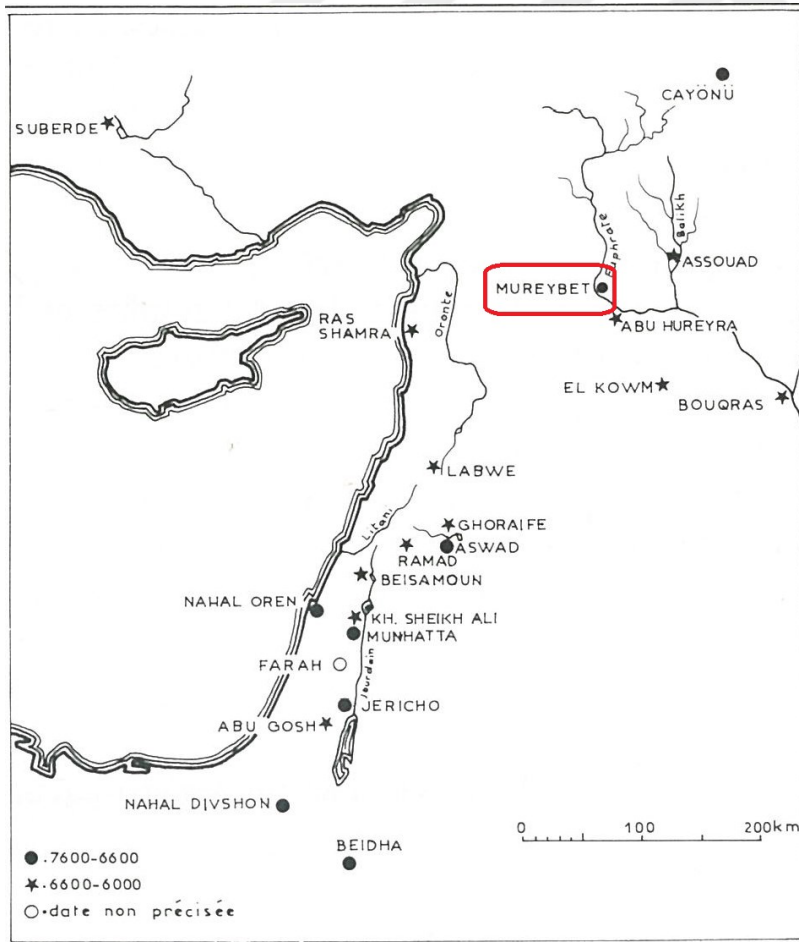 CAYÖNÜ
SUBERDE
Balikh
Euphrate
ASSOUAD
MUREYBET
RAS
SHAMRA
Oronte
ABU HUREYRA
EL KOWM
BOUQRAS
LABWE
Litani
GHORAIFE
ASWAD
RAMAD
BEISAMOUN
NAHAL OREN
KH. SHEIKH ALI
MUNHATTA
FARAH
Jourdain
JERICHO
ABU GOSH
NAHAL DIVSHON
0 100 200km
BEIDHA
.7600-6600
.6600-6000
.date non précisée